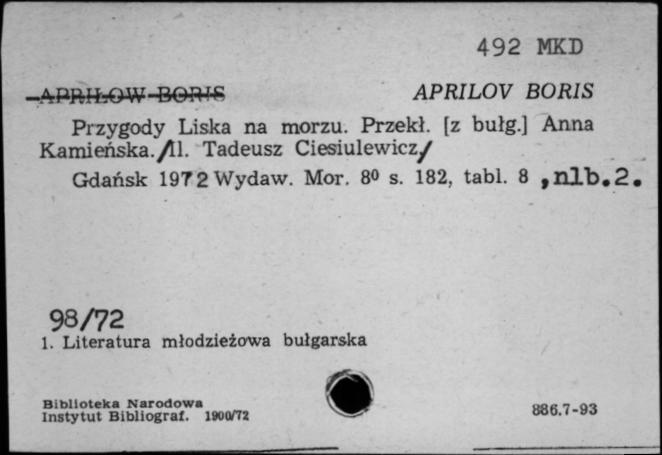 492 MKD
APRIŁOW BORIS APRILOV BORIS
Przygody Liska na morzu. Przekł. [z bułg.] Anna
Kamieńska./Il. Tadeusz Ciesiulewicz/
Gdańsk 1972 Wydaw. Mor. 8⁰ s. 182, tabl. 8 ,nlb.2.
98/72
1. Literatura młodzieżowa bułgarska
Biblioteka Narodowa
Instytut Bibliograf. 1900/72
886.7-93